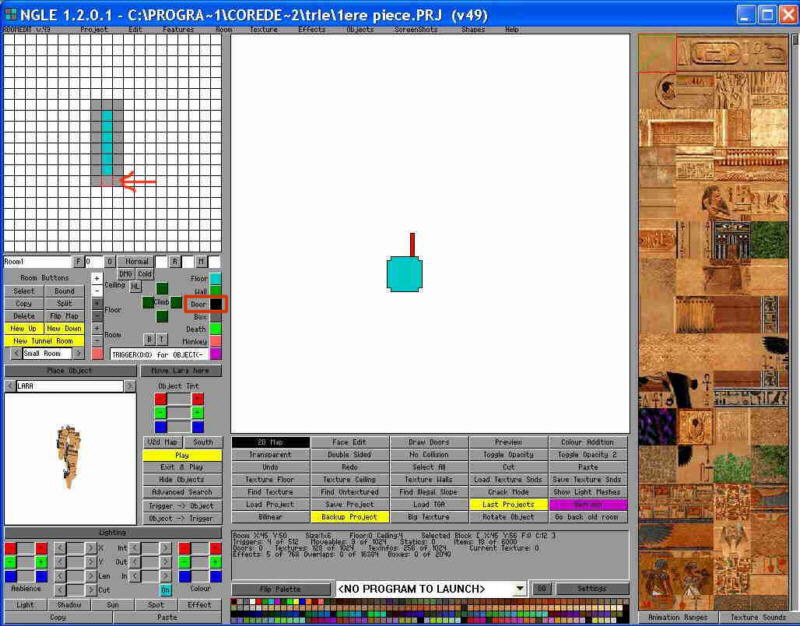 NGLE 1.2.0.1 - C:\PROGRA~1\COREDE~2\trle\1ere piece.PRJ (v49)
ROOMEDIT v.49 Project Edit Features Room Texture Effects Objects ScreenShots Shapes Help
Room1 F 0 O Normal R M
Room Buttons
Select Bound
Copy Split
Delete Flip Map
New Up New Down
New Tunnel Room
< Small Room >
+ - + - + -
Ceiling
Floor
Room
DMG Cold
HL
Climb
B T
Floor
Wall
Door
Box
Death
Monkey
TRIGGER(0:0) for OBJECT(-
Place Object Move Lara here
< LARA >
Object Tint
U2d Map South
Play
Exit & Play
Hide Objects
Advanced Search
Trigger -> Object
Object -> Trigger
2D Map Face Edit Draw Doors Preview Colour Addition
Transparent Double Sided No Collision Toggle Opacity Toggle Opacity 2
Undo Redo Select All Cut Paste
Texture Floor Texture Ceiling Texture Walls Load Texture Snds Save Texture Snds
Find Texture Find Untextured Find Illegal Slope Crack Mode Show Light Meshes
Load Project Save Project Load TGA Last Projects
Bilinear Backup Project Big Texture Rotate Object Go back old room
Room X:45 Y:50 Size:1x6 Floor:0 Ceiling:4 Selected Block [ X:45 Y:56 F:0 C:12 ]
Triggers: 4 of 512 Moveables: 9 of 1024 Statics: 0 Items: 13 of 6000
Doors: 0 Textures: 128 of 1024 TexInfos: 256 of 1024 Current Texture: 0
Effects: 5 of 768 Overlaps: 0 of 16384 Boxes: 0 of 2040
Lighting
X Int
Y Out
Len In
Cut On
Ambience Colour
Light Shadow Sun Spot Effect
Copy Paste
Flip Palette <NO PROGRAM TO LAUNCH> GO Settings
Animation Ranges Texture Sounds